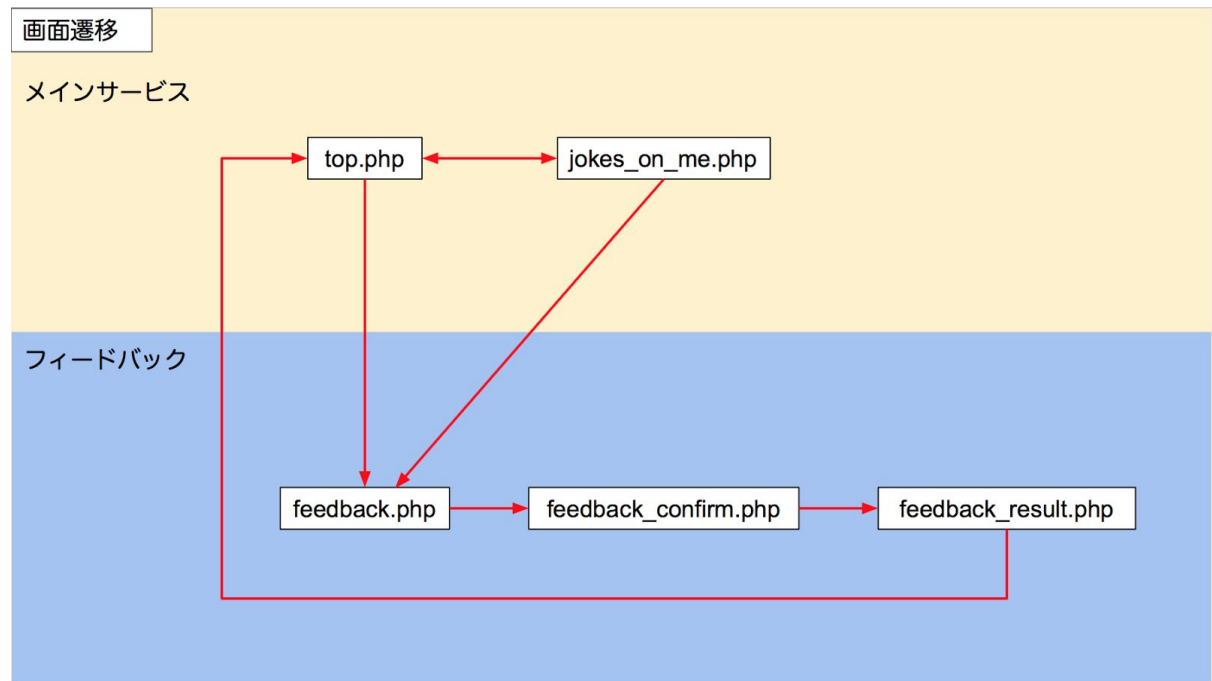 画面遷移
メインサービス
top.php
jokes_on_me.php
フィードバック
feedback.php
feedback_confirm.php
feedback_result.php